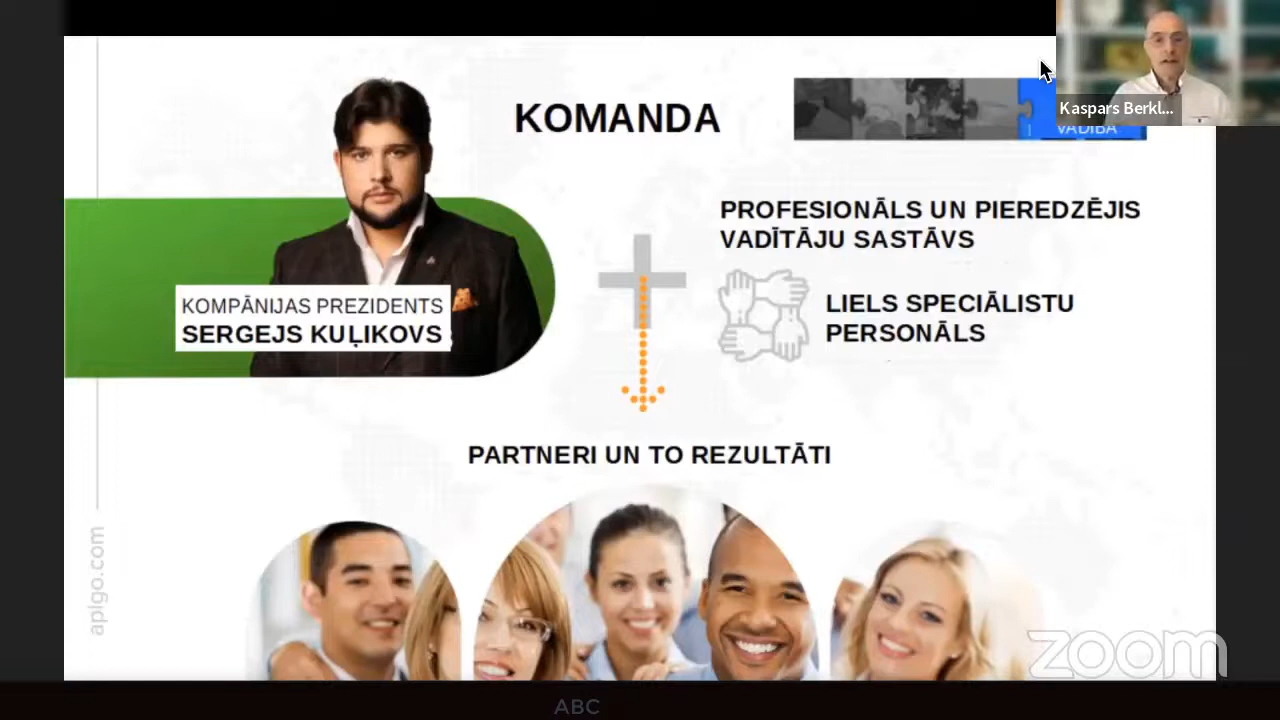 Kaspars Berkl...
KOMANDA
VADĪBA
PROFESIONĀLS UN PIEREDZĒJIS
VADĪTĀJU SASTĀVS
KOMPĀNIJAS PREZIDENTS
SERGEJS KUĻIKOVS
LIELS SPECIĀLISTU
PERSONĀLS
PARTNERI UN TO REZULTĀTI
aplgo.com
zoom
ABC